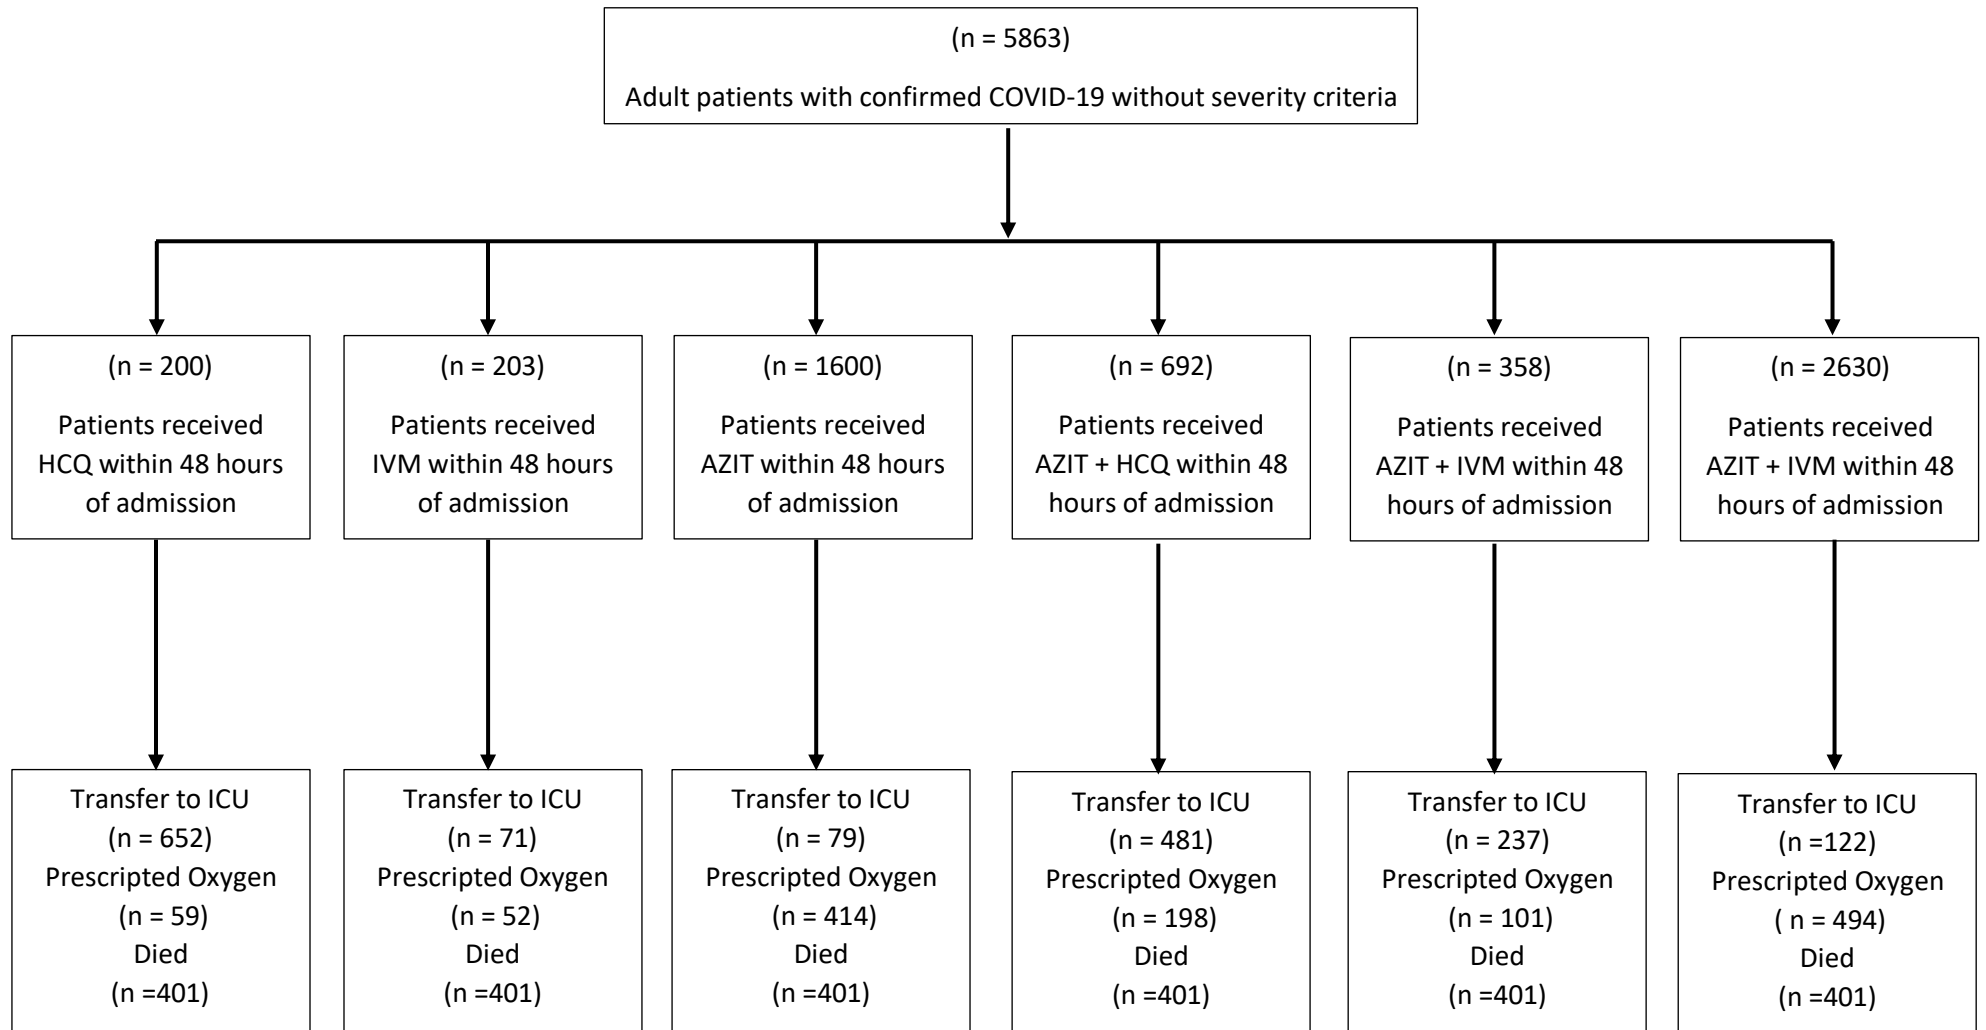 (n = 5863)
Adult patients with confirmed COVID-19 without severity criteria
(n = 200)
Patients received
HCQ within 48 hours
of admission
(n = 203)
Patients received
IVM within 48 hours
of admission
(n = 1600)
Patients received
AZIT within 48 hours
of admission
(n = 692)
Patients received
AZIT + HCQ within 48
hours of admission
(n = 358)
Patients received
AZIT + IVM within 48
hours of admission
(n = 2630)
Patients received
AZIT + IVM within 48
hours of admission
Transfer to ICU
(n = 652)
Prescripted Oxygen
(n = 59)
Died
(n =401)
Transfer to ICU
(n = 71)
Prescripted Oxygen
(n = 52)
Died
(n =401)
Transfer to ICU
(n = 79)
Prescripted Oxygen
(n = 414)
Died
(n =401)
Transfer to ICU
(n = 481)
Prescripted Oxygen
(n = 198)
Died
(n =401)
Transfer to ICU
(n = 237)
Prescripted Oxygen
(n = 101)
Died
(n =401)
Transfer to ICU
(n =122)
Prescripted Oxygen
( n = 494)
Died
(n =401)